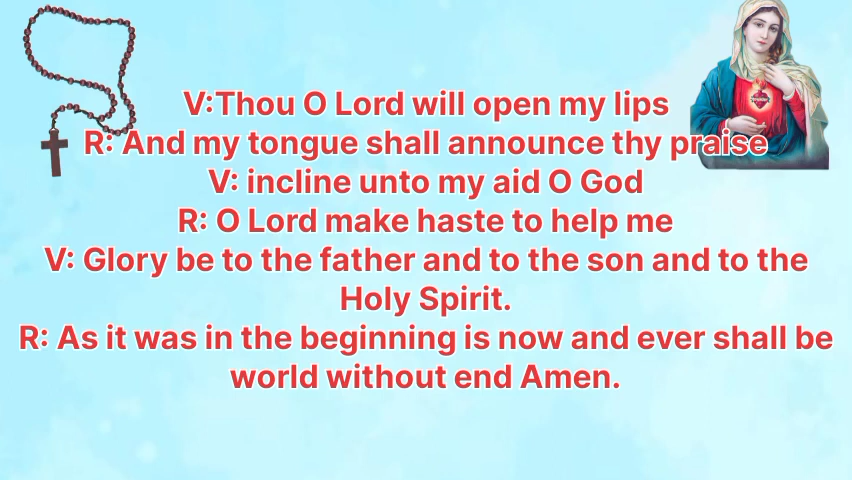 V:Thou O Lord will open my lips
R: And my tongue shall announce thy praise
V: incline unto my aid O God
R: O Lord make haste to help me
V: Glory be to the father and to the son and to the
Holy Spirit.
R: As it was in the beginning is now and ever shall be
world without end Amen.